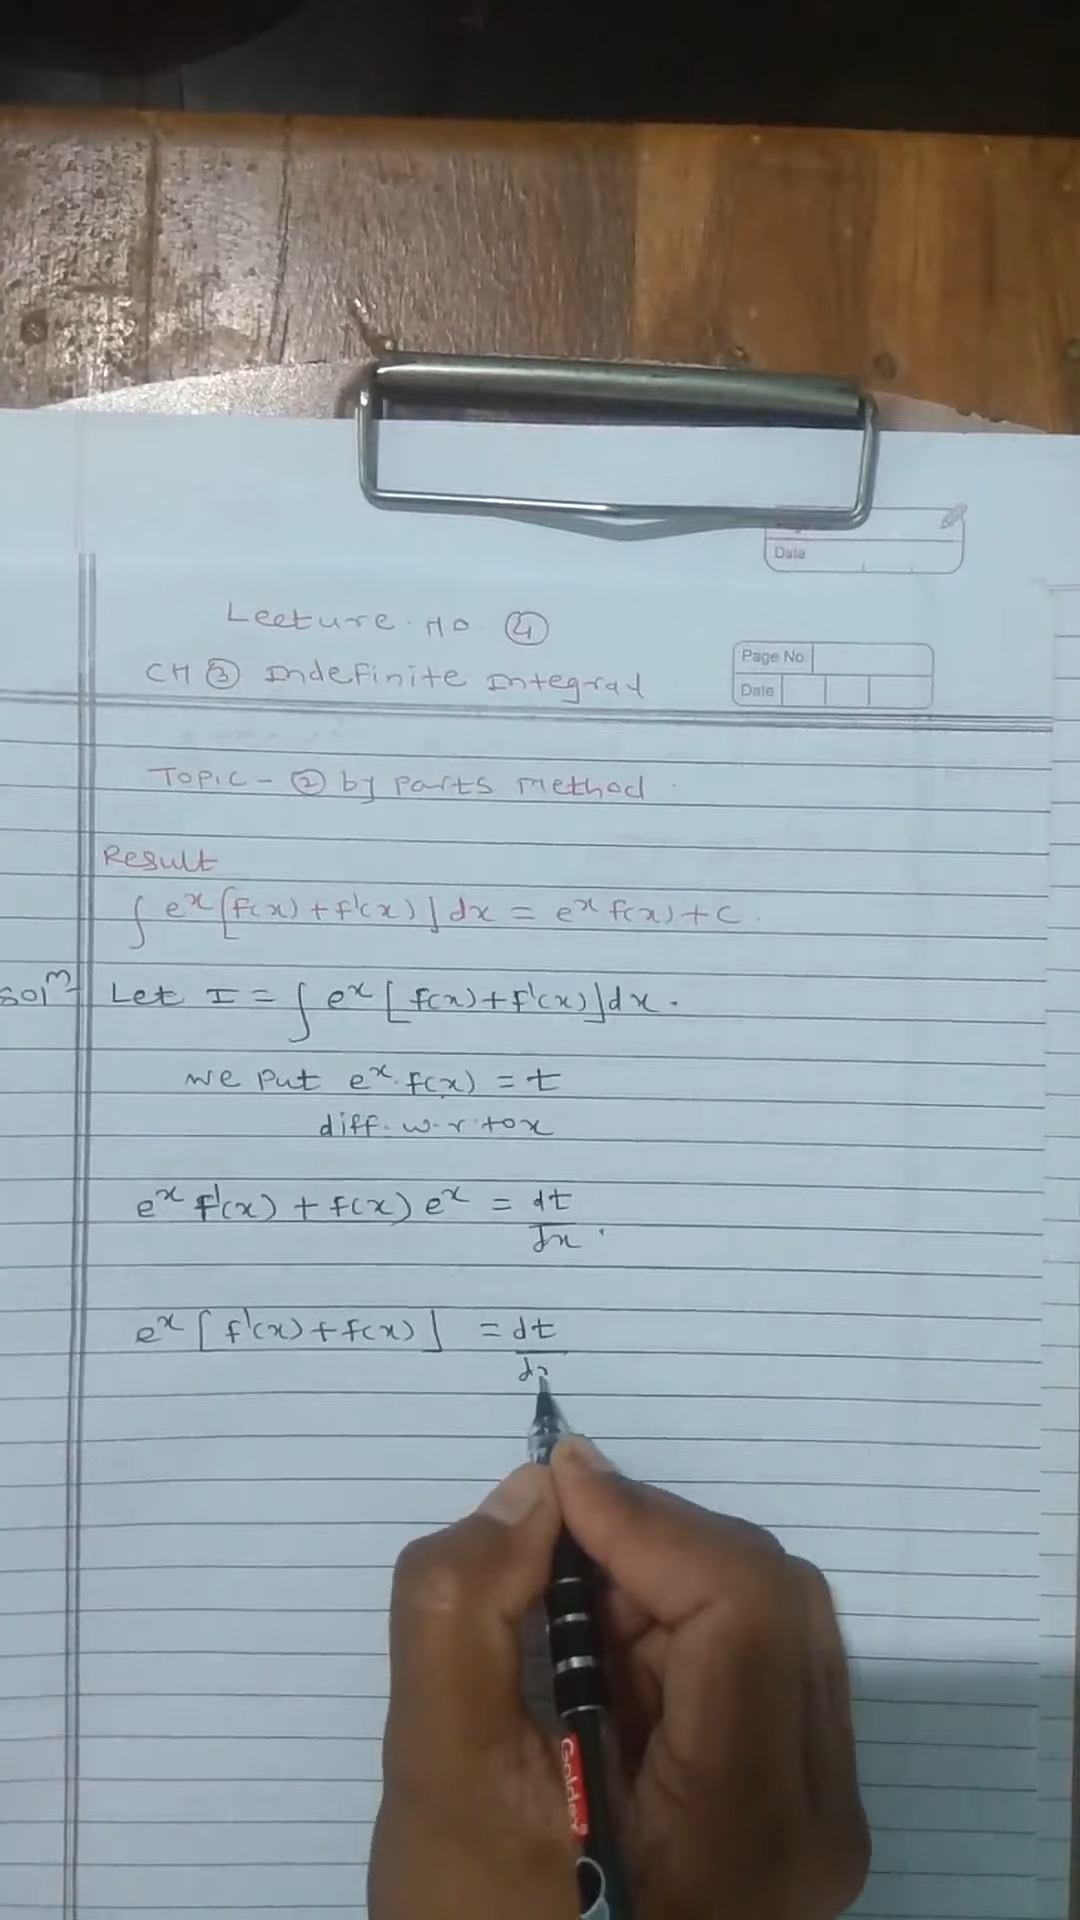 Date
Lecture. no. ④
CH ③ Indefinite Integral
Page No
Date
Topic - ② by parts method.
Result
∫ eˣ [f(x) + f'(x)] dx = eˣ f(x) + c.
Solⁿ Let I = ∫ eˣ [f(x) + f'(x)] dx.
we put eˣ. f(x) = t
diff. w.r.to x
eˣ f'(x) + f(x) eˣ = dt/dx.
eˣ [f'(x) + f(x)] = dt/dx
Goldex